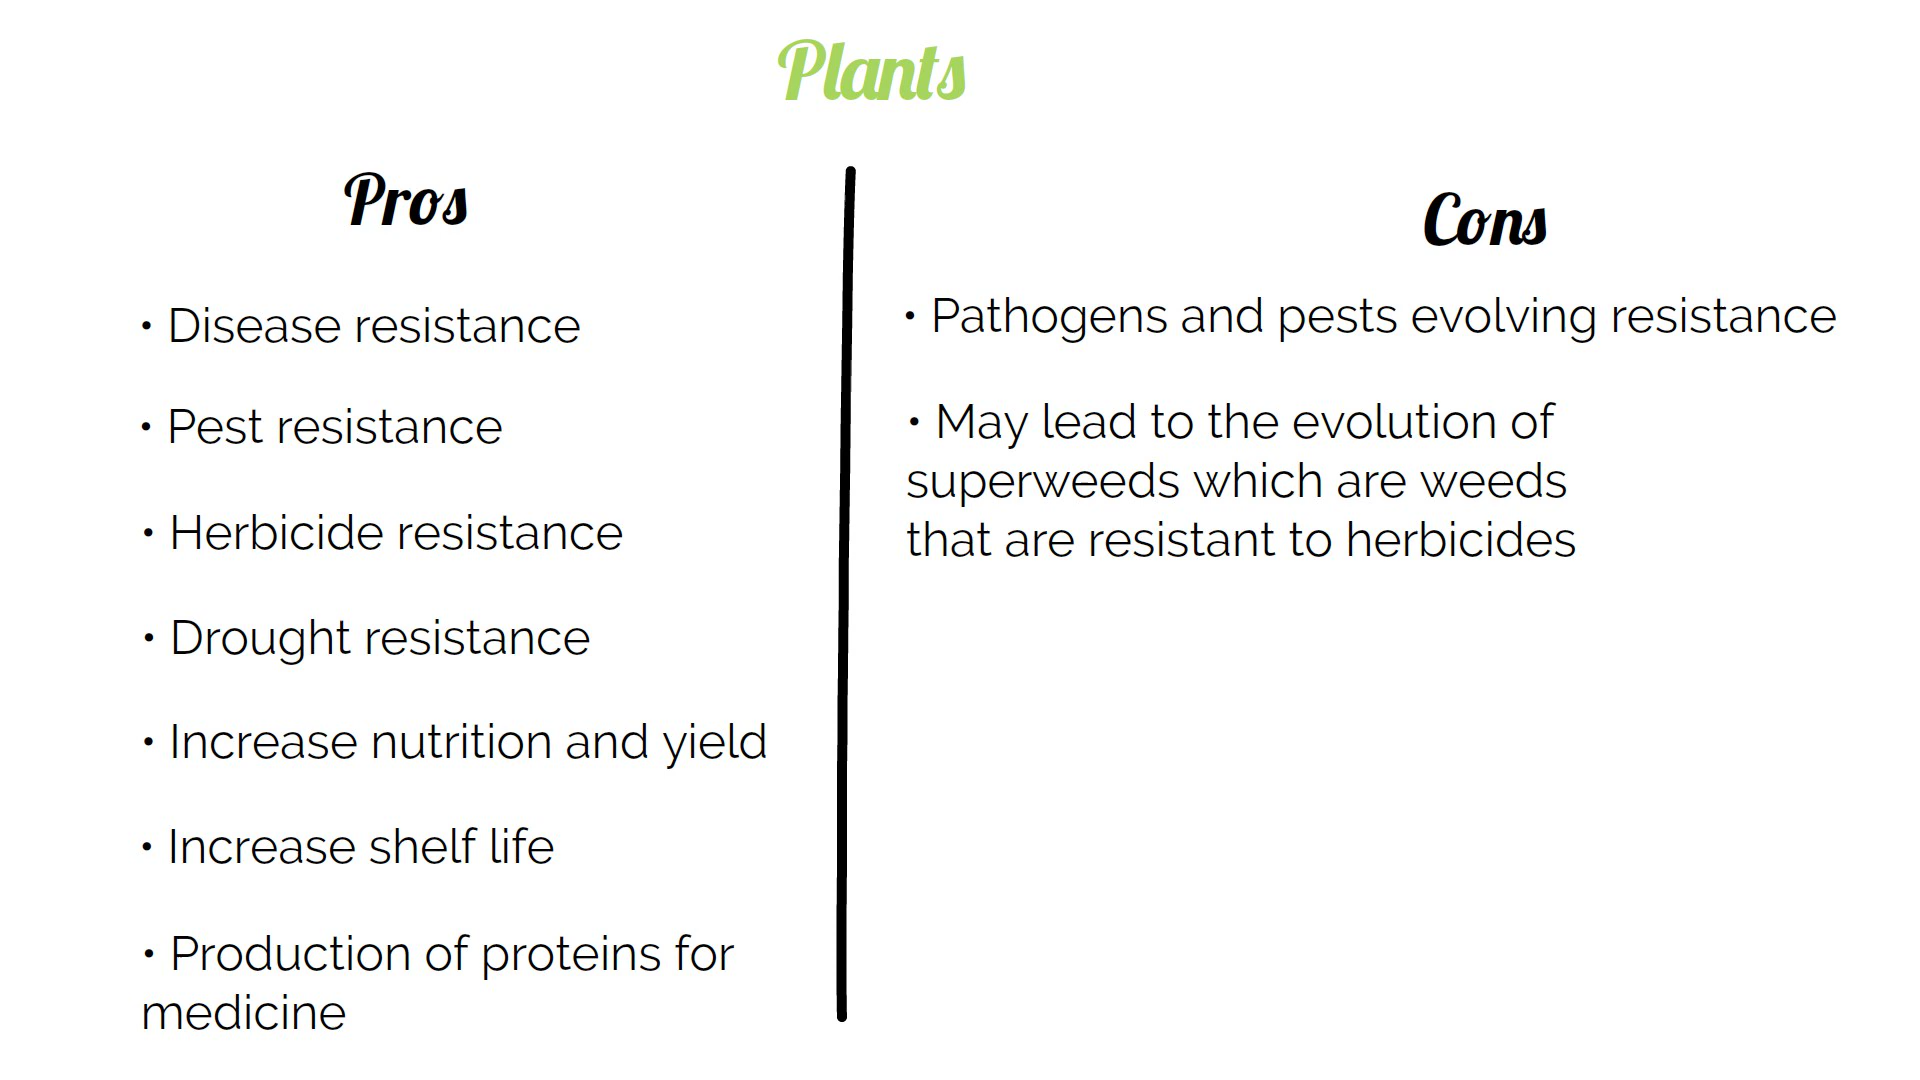 Plants
Pros
• Disease resistance
• Pest resistance
• Herbicide resistance
• Drought resistance
• Increase nutrition and yield
• Increase shelf life
• Production of proteins for
medicine
Cons
• Pathogens and pests evolving resistance
• May lead to the evolution of
superweeds which are weeds
that are resistant to herbicides